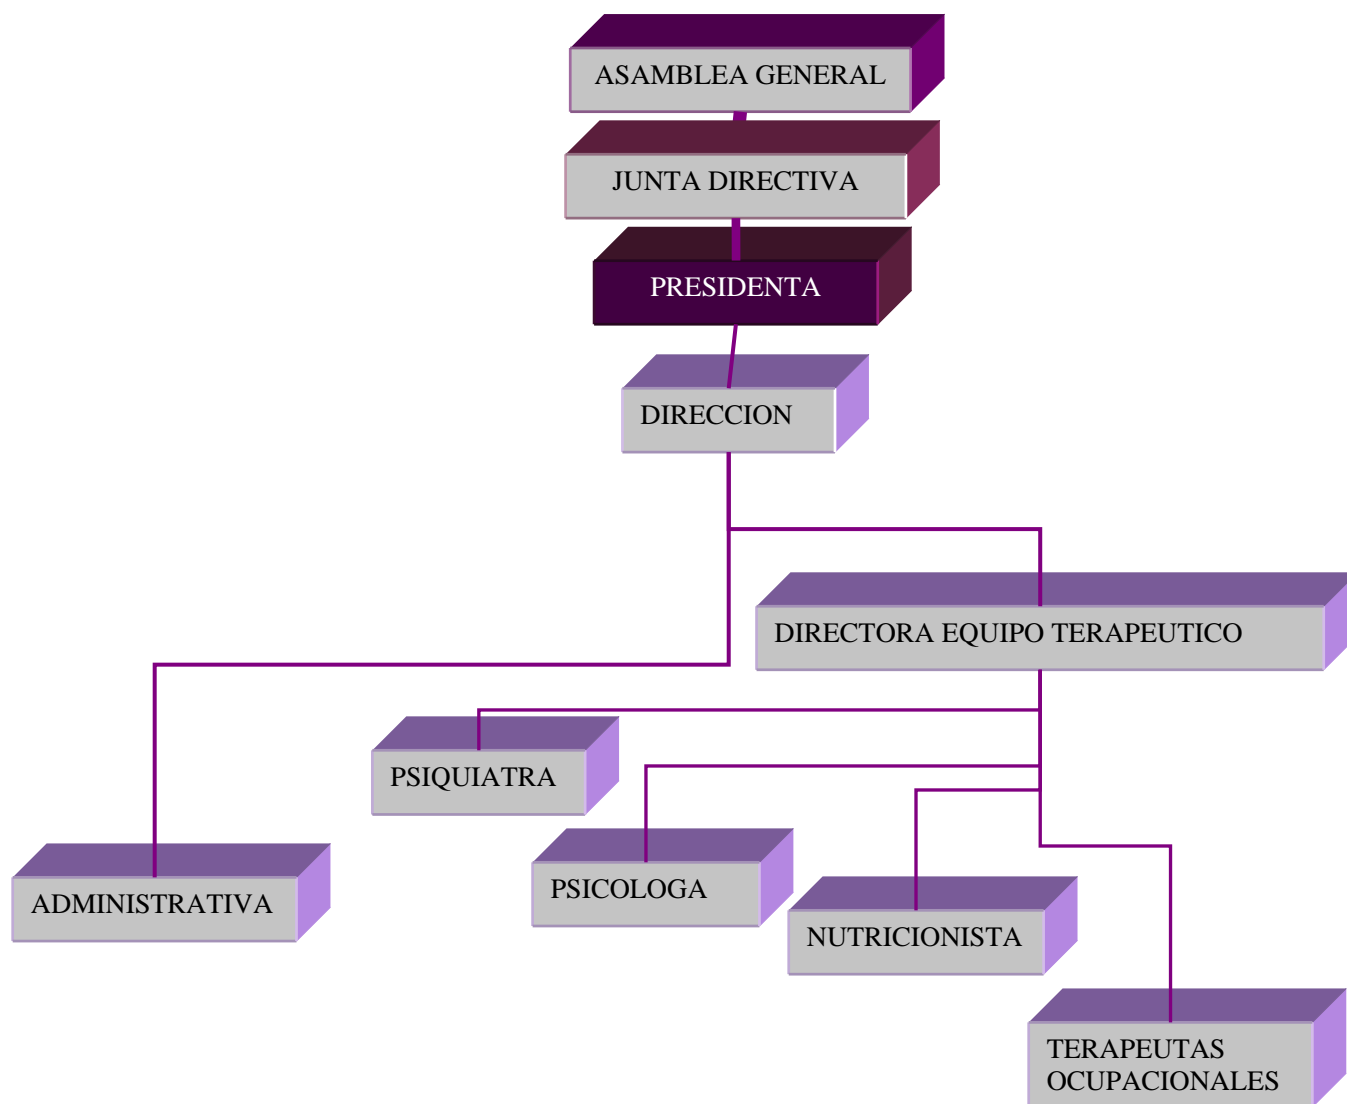 ASAMBLEA GENERAL
JUNTA DIRECTIVA
PRESIDENTA
DIRECCION
DIRECTORA EQUIPO TERAPEUTICO
PSIQUIATRA
ADMINISTRATIVA
PSICOLOGA
NUTRICIONISTA
TERAPEUTAS
OCUPACIONALES